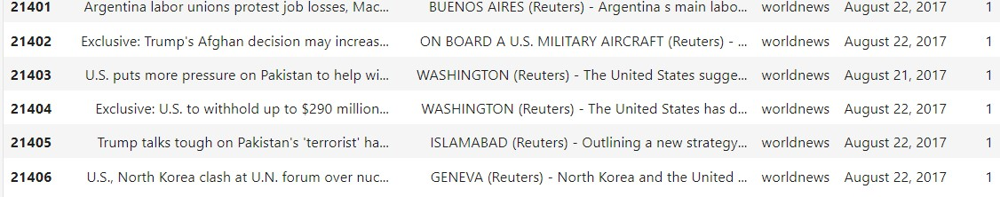 21401 Argentina labor unions protest job losses, Mac... BUENOS AIRES (Reuters) - Argentina s main labo... worldnews August 22, 2017 1
21402 Exclusive: Trump's Afghan decision may increas... ON BOARD A U.S. MILITARY AIRCRAFT (Reuters) - ... worldnews August 22, 2017 1
21403 U.S. puts more pressure on Pakistan to help wi... WASHINGTON (Reuters) - The United States sugge... worldnews August 21, 2017 1
21404 Exclusive: U.S. to withhold up to $290 million... WASHINGTON (Reuters) - The United States has d... worldnews August 22, 2017 1
21405 Trump talks tough on Pakistan's 'terrorist' ha... ISLAMABAD (Reuters) - Outlining a new strategy... worldnews August 22, 2017 1
21406 U.S., North Korea clash at U.N. forum over nuc... GENEVA (Reuters) - North Korea and the United ... worldnews August 22, 2017 1